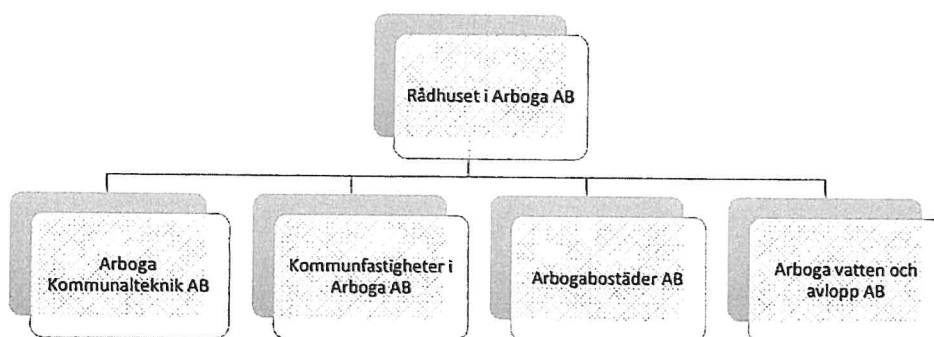 Rådhuset i Arboga AB
Arboga
Kommunalteknik AB
Kommunfastigheter i
Arboga AB
Arbogabostäder AB
Arboga vatten och
avlopp AB